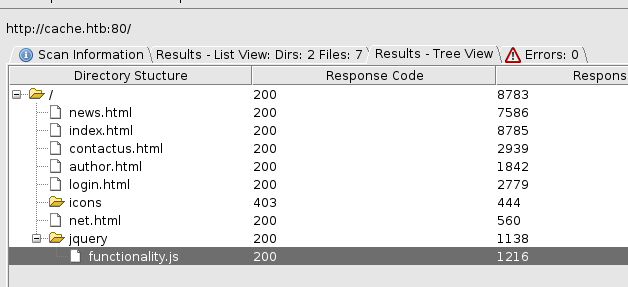 http://cache.htb:80/
Scan Information Results - List View: Dirs: 2 Files: 7 Results - Tree View Errors: 0
Directory Stucture Response Code Respons
/ 200 8783
news.html 200 7586
index.html 200 8785
contactus.html 200 2939
author.html 200 1842
login.html 200 2779
icons 403 444
net.html 200 560
jquery 200 1138
functionality.js 200 1216